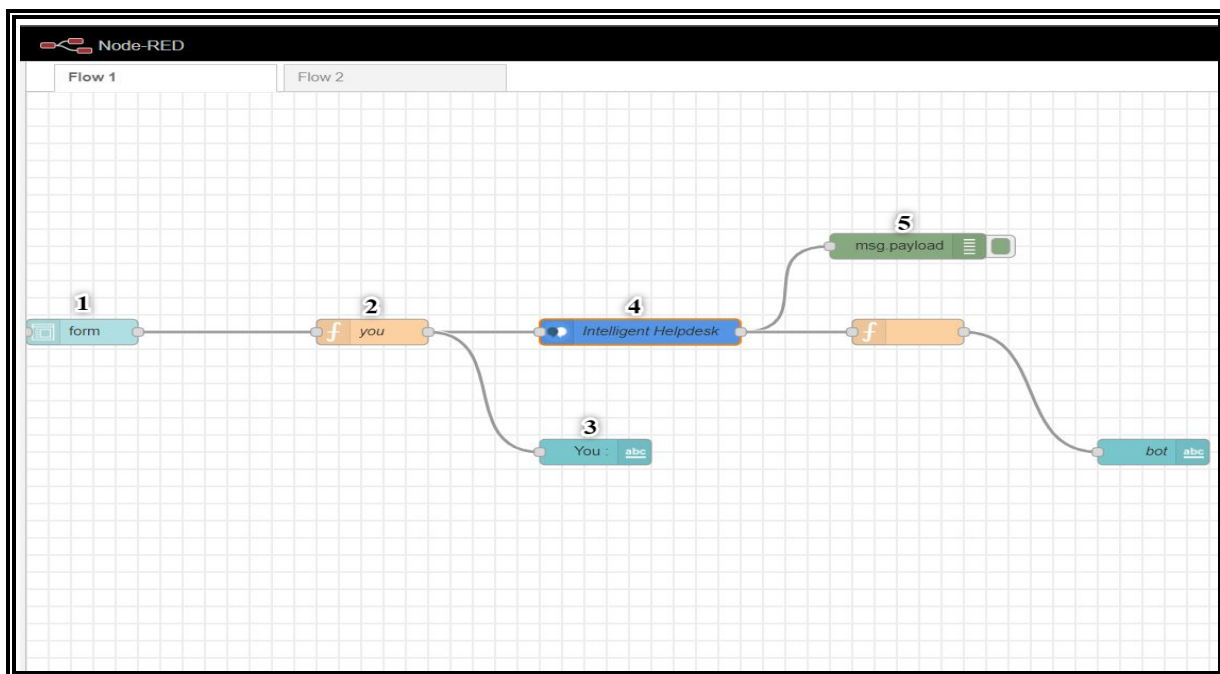 Node-RED
Flow 1
Flow 2
5
msg.payload
1
2
4
form
you
Intelligent Helpdesk
3
You :
abc
bot
abc